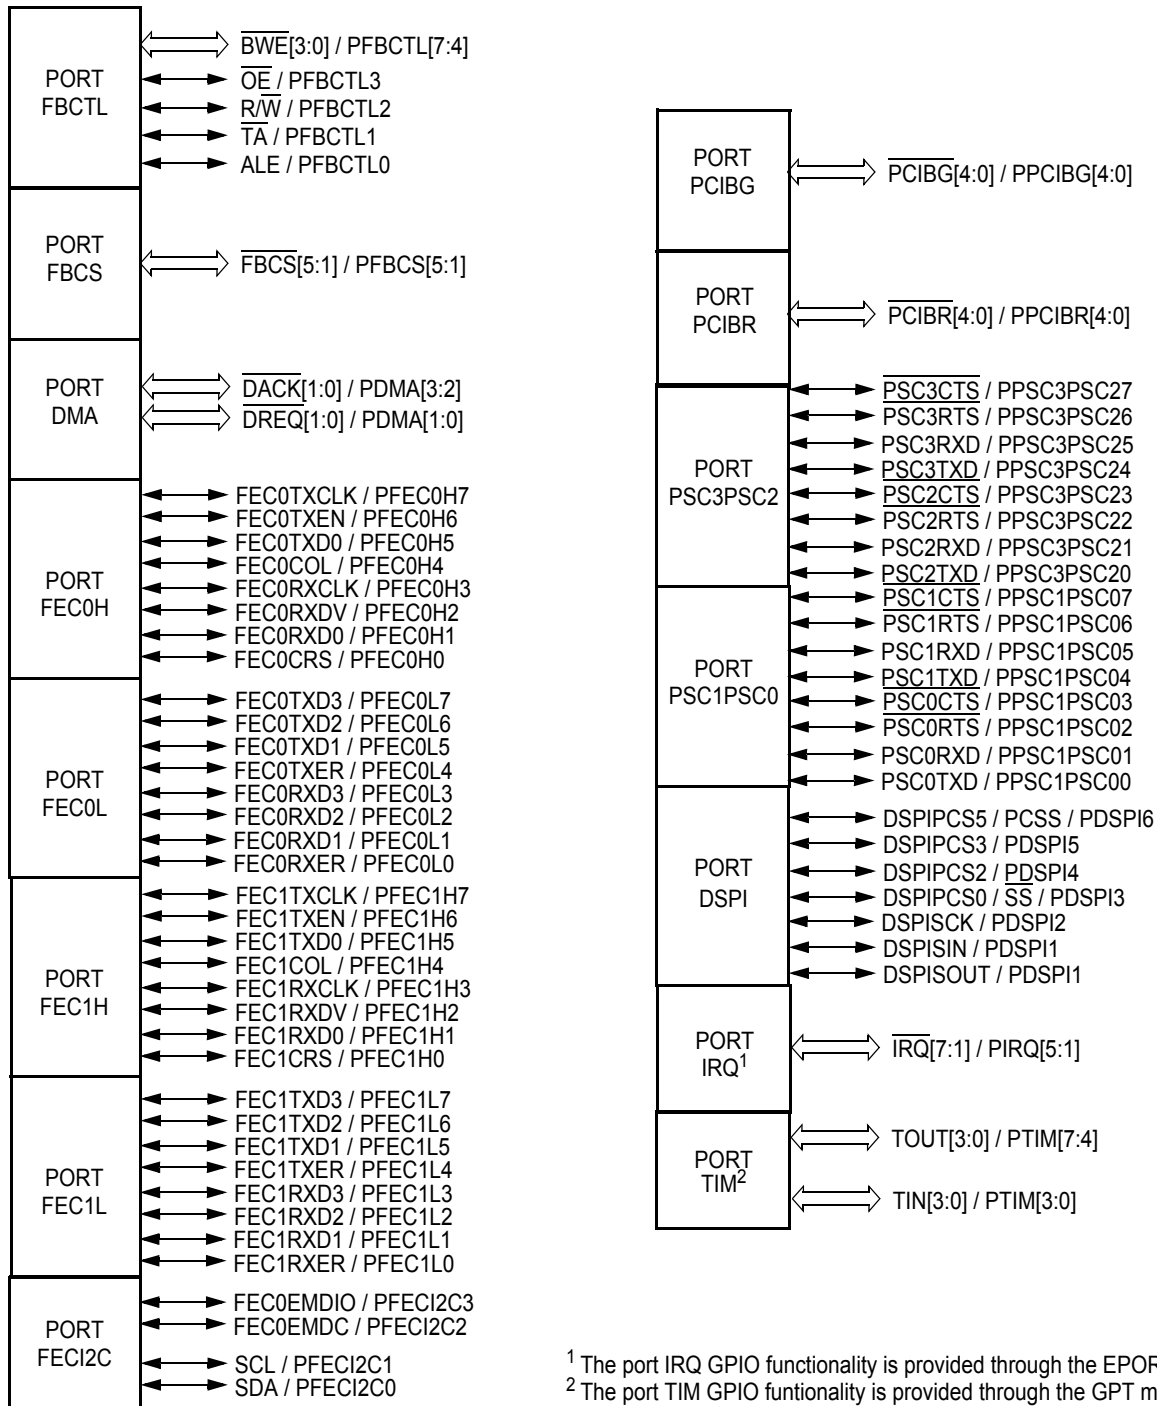 PORT
FBCTL
BWE[3:0] / PFBCTL[7:4]
OE / PFBCTL3
R/W / PFBCTL2
TA / PFBCTL1
ALE / PFBCTL0
PORT
FBCS
FBCS[5:1] / PFBCS[5:1]
PORT
DMA
DACK[1:0] / PDMA[3:2]
DREQ[1:0] / PDMA[1:0]
PORT
FEC0H
FEC0TXCLK / PFEC0H7
FEC0TXEN / PFEC0H6
FEC0TXD0 / PFEC0H5
FEC0COL / PFEC0H4
FEC0RXCLK / PFEC0H3
FEC0RXDV / PFEC0H2
FEC0RXD0 / PFEC0H1
FEC0CRS / PFEC0H0
PORT
FEC0L
FEC0TXD3 / PFEC0L7
FEC0TXD2 / PFEC0L6
FEC0TXD1 / PFEC0L5
FEC0TXER / PFEC0L4
FEC0RXD3 / PFEC0L3
FEC0RXD2 / PFEC0L2
FEC0RXD1 / PFEC0L1
FEC0RXER / PFEC0L0
PORT
FEC1H
FEC1TXCLK / PFEC1H7
FEC1TXEN / PFEC1H6
FEC1TXD0 / PFEC1H5
FEC1COL / PFEC1H4
FEC1RXCLK / PFEC1H3
FEC1RXDV / PFEC1H2
FEC1RXD0 / PFEC1H1
FEC1CRS / PFEC1H0
PORT
FEC1L
FEC1TXD3 / PFEC1L7
FEC1TXD2 / PFEC1L6
FEC1TXD1 / PFEC1L5
FEC1TXER / PFEC1L4
FEC1RXD3 / PFEC1L3
FEC1RXD2 / PFEC1L2
FEC1RXD1 / PFEC1L1
FEC1RXER / PFEC1L0
PORT
FECI2C
FEC0EMDIO / PFECI2C3
FEC0EMDC / PFECI2C2
SCL / PFECI2C1
SDA / PFECI2C0
PORT
PCIBG
PCIBG[4:0] / PPCIBG[4:0]
PORT
PCIBR
PCIBR[4:0] / PPCIBR[4:0]
PORT
PSC3PSC2
PSC3CTS / PPSC3PSC27
PSC3RTS / PPSC3PSC26
PSC3RXD / PPSC3PSC25
PSC3TXD / PPSC3PSC24
PSC2CTS / PPSC3PSC23
PSC2RTS / PPSC3PSC22
PSC2RXD / PPSC3PSC21
PSC2TXD / PPSC3PSC20
PORT
PSC1PSC0
PSC1CTS / PPSC1PSC07
PSC1RTS / PPSC1PSC06
PSC1RXD / PPSC1PSC05
PSC1TXD / PPSC1PSC04
PSC0CTS / PPSC1PSC03
PSC0RTS / PPSC1PSC02
PSC0RXD / PPSC1PSC01
PSC0TXD / PPSC1PSC00
PORT
DSPI
DSPIPCS5 / PCSS / PDSPI6
DSPIPCS3 / PDSPI5
DSPIPCS2 / PDSPI4
DSPIPCS0 / SS / PDSPI3
DSPISCK / PDSPI2
DSPISIN / PDSPI1
DSPISOUT / PDSPI1
PORT
IRQ1
IRQ[7:1] / PIRQ[5:1]
PORT
TIM2
TOUT[3:0] / PTIM[7:4]
TIN[3:0] / PTIM[3:0]
1 The port IRQ GPIO functionality is provided through the
2 The port TIM GPIO funtionality is provided through the GPT